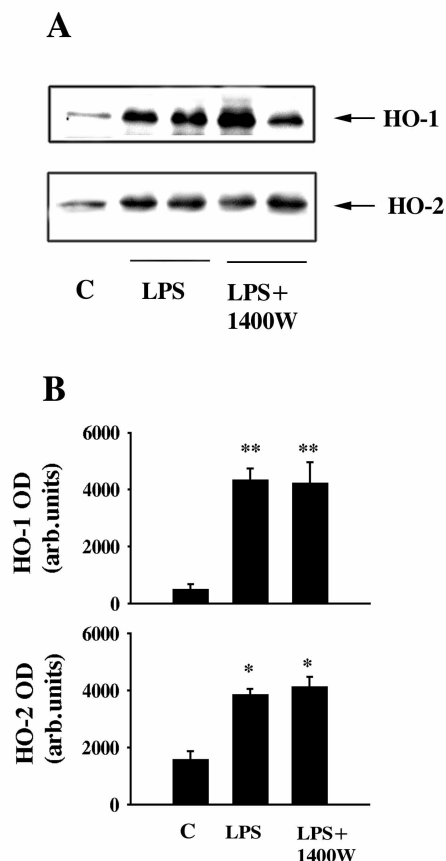 A
HO-1
HO-2
C LPS LPS+
1400W
B
HO-1 OD
(arb.units)
6000
4000
2000
0
** **
HO-2 OD
(arb.units)
6000
4000
2000
0
* *
C LPS LPS+
1400W